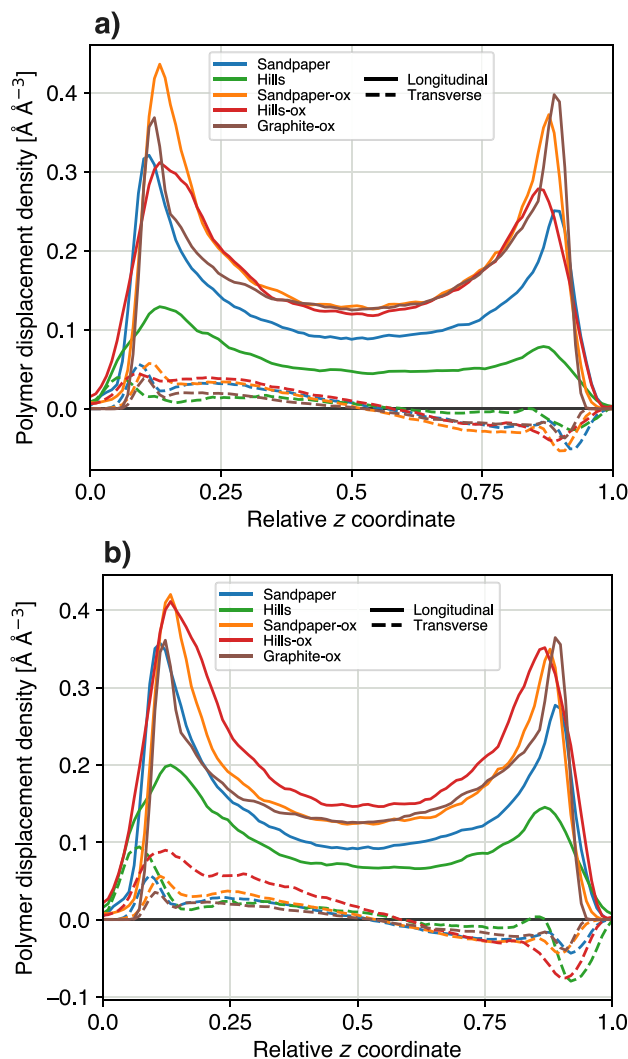 a)
Polymer displacement density [Å Å⁻³]
0.4
0.3
0.2
0.1
0.0
Sandpaper
Hills
Sandpaper-ox
Hills-ox
Graphite-ox
Longitudinal
Transverse
0.0 0.25 0.5 0.75 1.0
Relative z coordinate
b)
Polymer displacement density [Å Å⁻³]
0.4
0.3
0.2
0.1
0.0
−0.1
Sandpaper
Hills
Sandpaper-ox
Hills-ox
Graphite-ox
Longitudinal
Transverse
0.0 0.25 0.5 0.75 1.0
Relative z coordinate